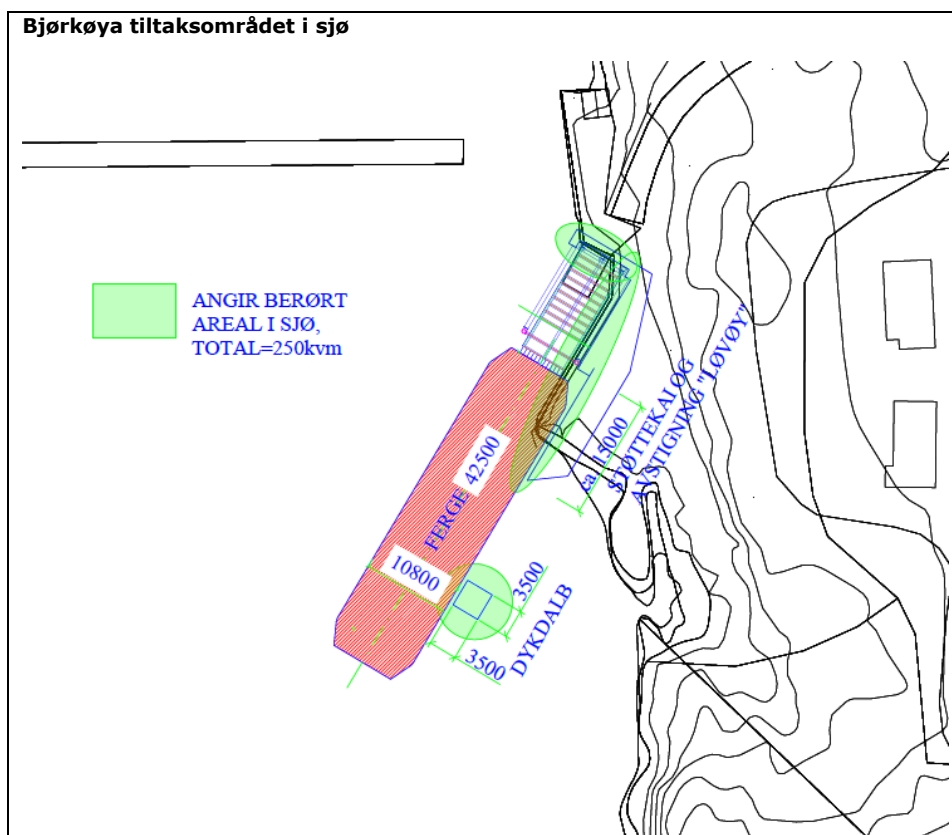 Bjørkøya tiltaksområdet i sjø
ANGIR BERØRT
AREAL I SJØ,
TOTAL=250kvm
ca. 15000
STØTTEKAI OG
AVSTIGNING "LØVØY"
FERGE 42500
10800
3500
3500
DYKDALB